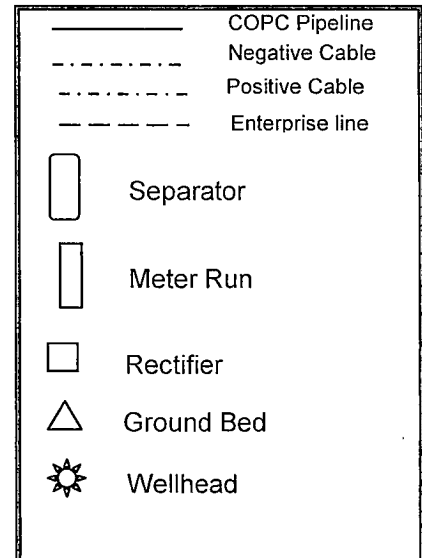 COPC Pipeline
Negative Cable
Positive Cable
Enterprise line
Separator
Meter Run
Rectifier
Ground Bed
Wellhead